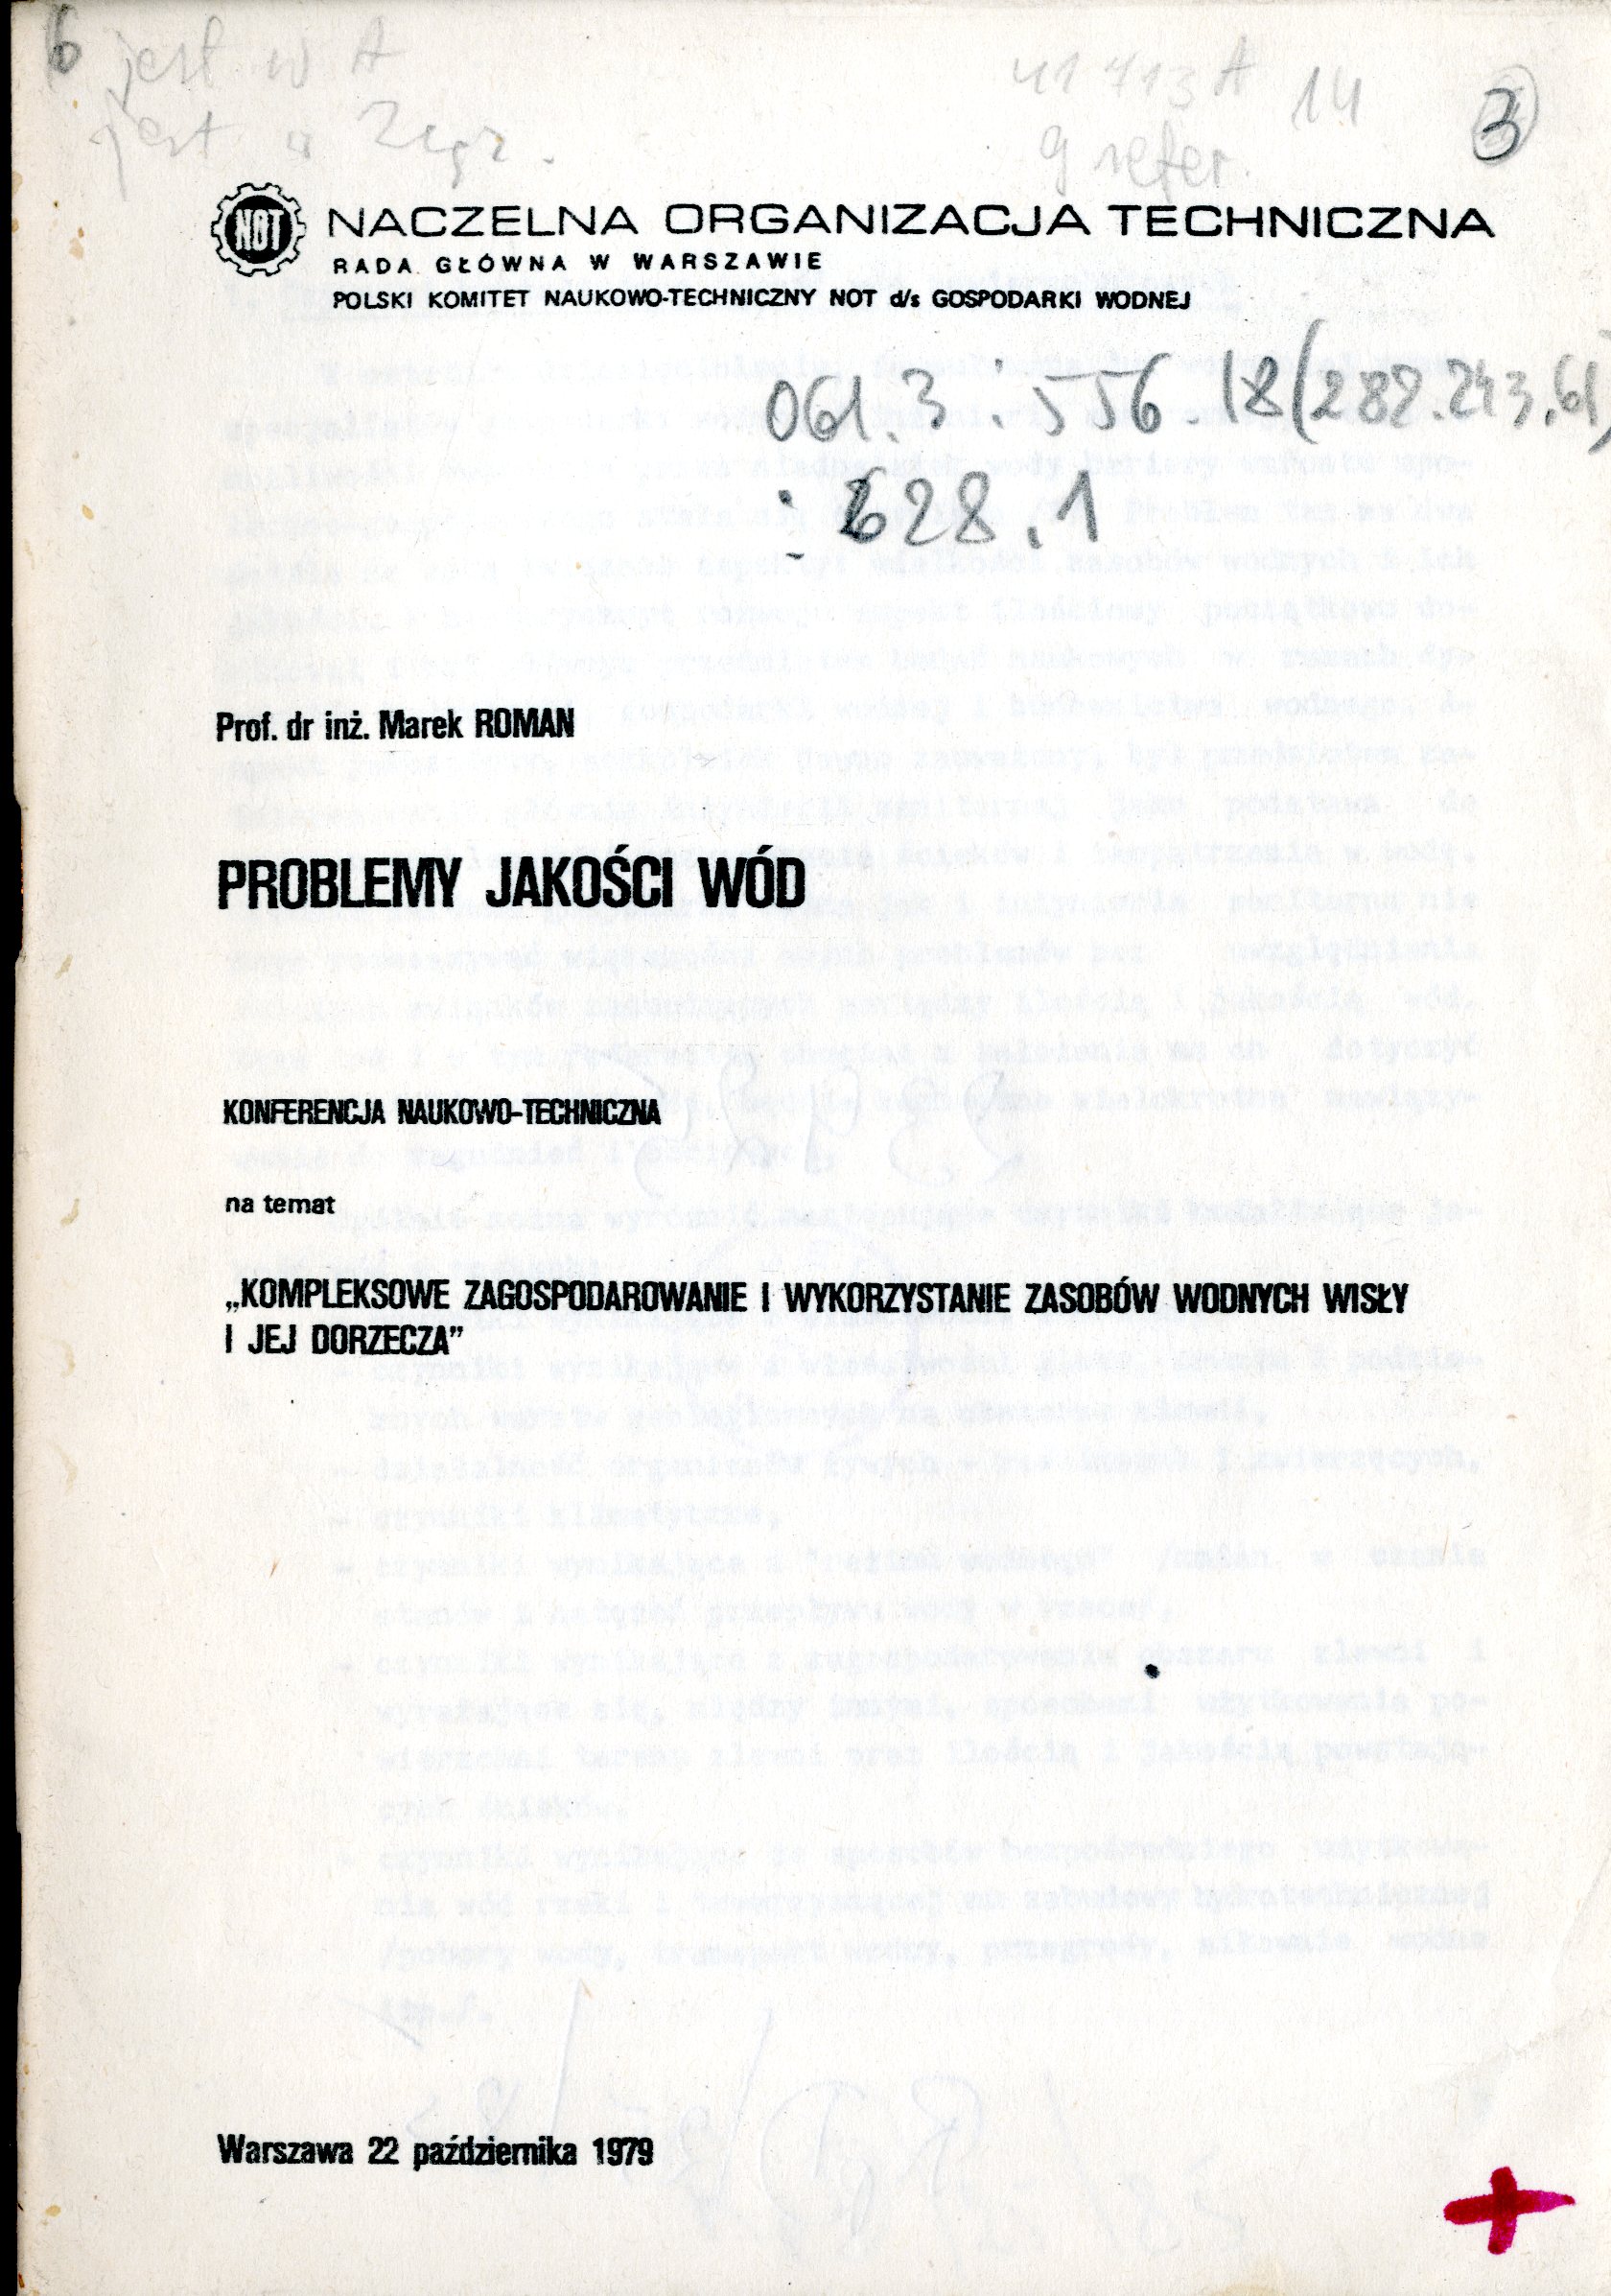 6 jest w A
41713 A 14
3
jest w
9 refer.
NOT
NACZELNA ORGANIZACJA TECHNICZNA
RADA GŁÓWNA W WARSZAWIE
POLSKI KOMITET NAUKOWO-TECHNICZNY NOT d/s GOSPODARKI WODNEJ
061.3 : 556.18(282.243.61)
: 628.1
Prof. dr inż. Marek ROMAN
PROBLEMY JAKOŚCI WÓD
KONFERENCJA NAUKOWO-TECHNICZNA
na temat
„KOMPLEKSOWE ZAGOSPODAROWANIE I WYKORZYSTANIE ZASOBÓW WODNYCH WISŁY
I JEJ DORZECZA”
Warszawa 22 października 1979